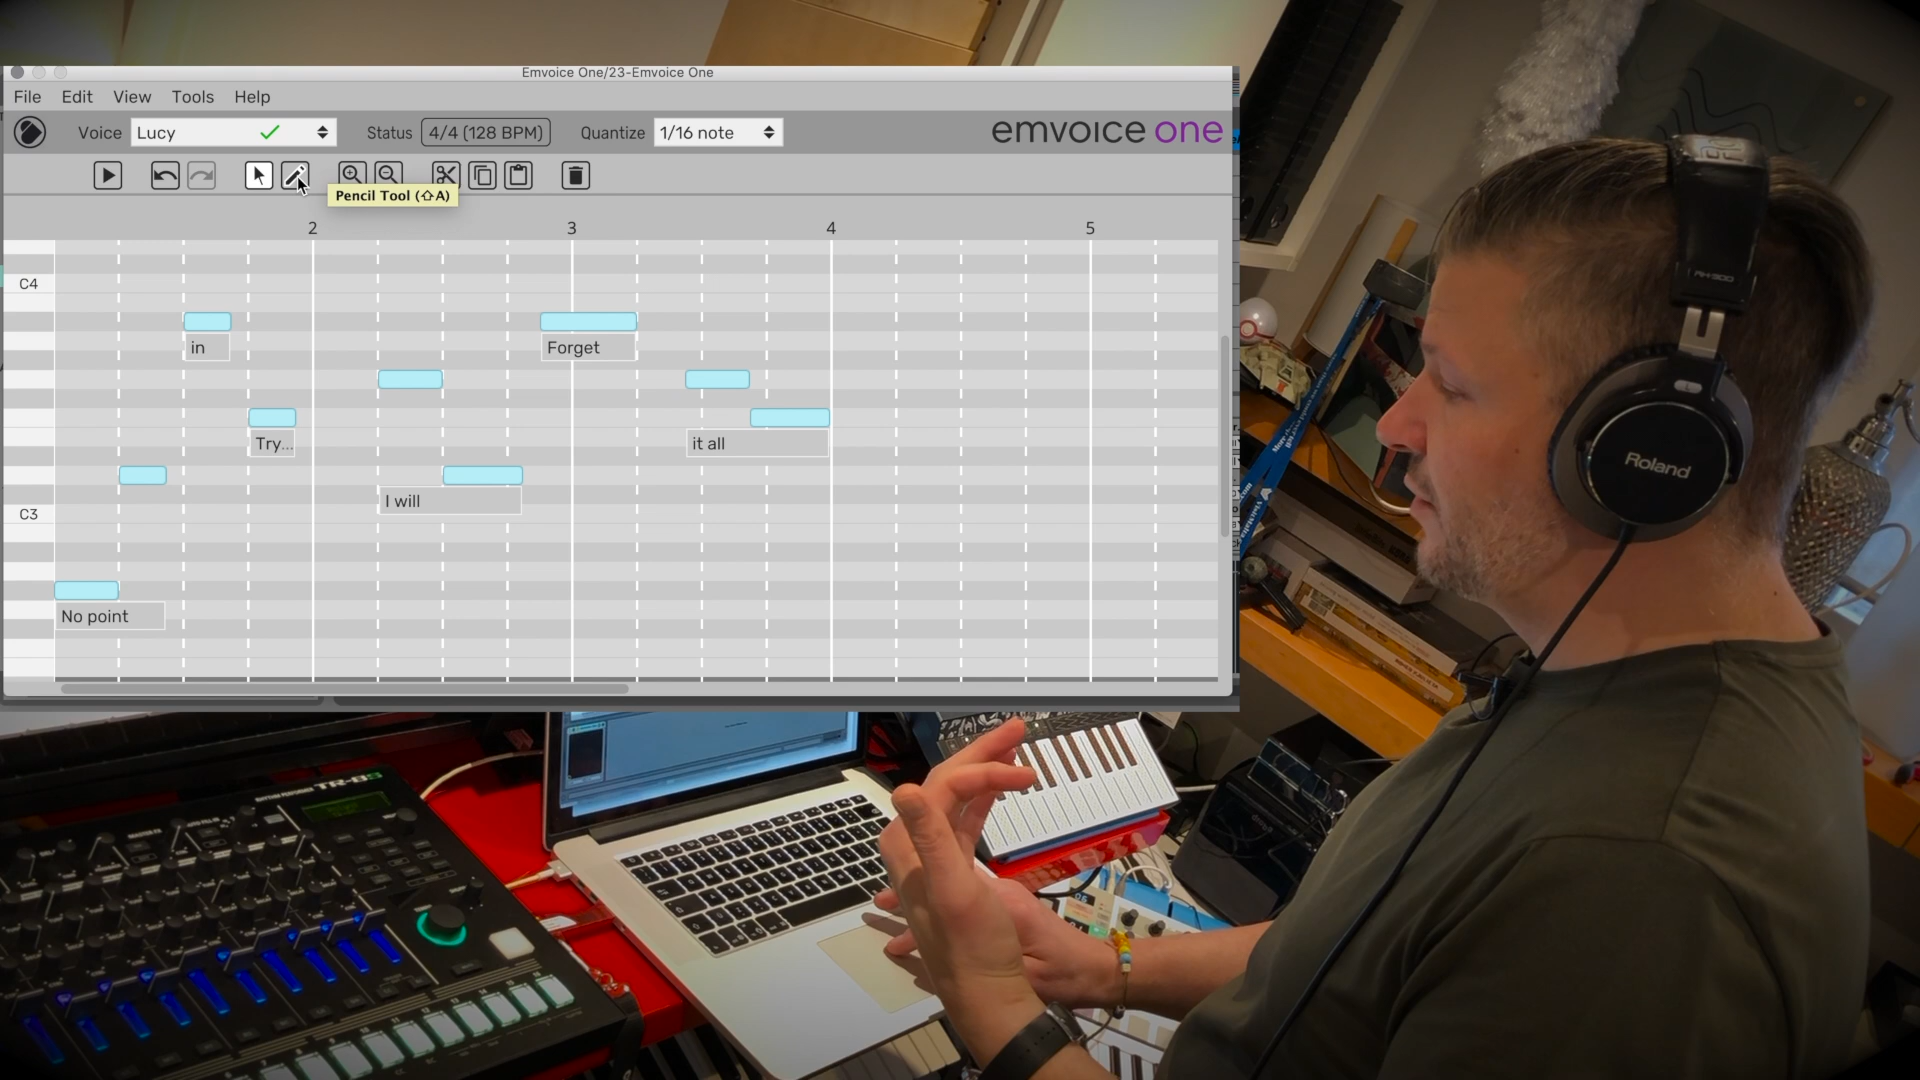 Emvoice One/23-Emvoice One
File Edit View Tools Help
Voice Lucy Status 4/4 (128 BPM) Quantize 1/16 note emvoice one
Pencil Tool (⇧A)
2 3 4 5
C4
in
Forget
Try...
it all
I will
C3
No point
RH-300
Roland
TR-8S